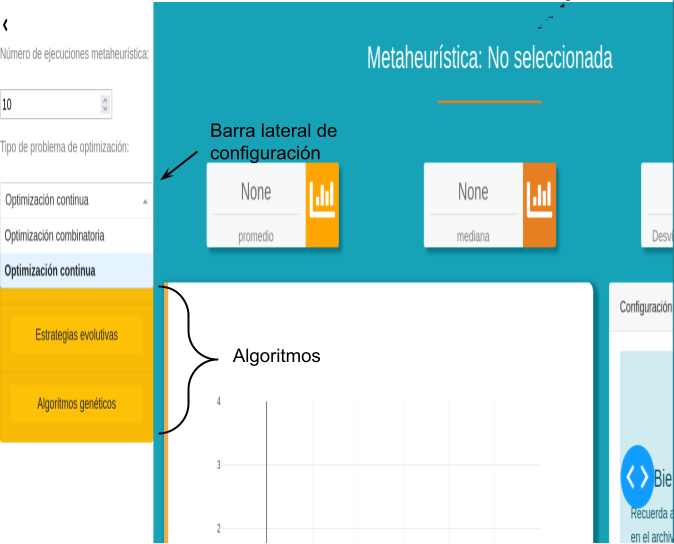 Número de ejecuciones metaheurística:
10
Tipo de problema de optimización:
Optimización continua
Optimización combinatoria
Optimización continua
Estrategias evolutivas
Algoritmos genéticos
Metaheurística: No seleccionada
Barra lateral de
configuración
None
promedio
None
mediana
Desvi
Algoritmos
4
3
2
Configuración
Bie
Recuerda a
en el archiv